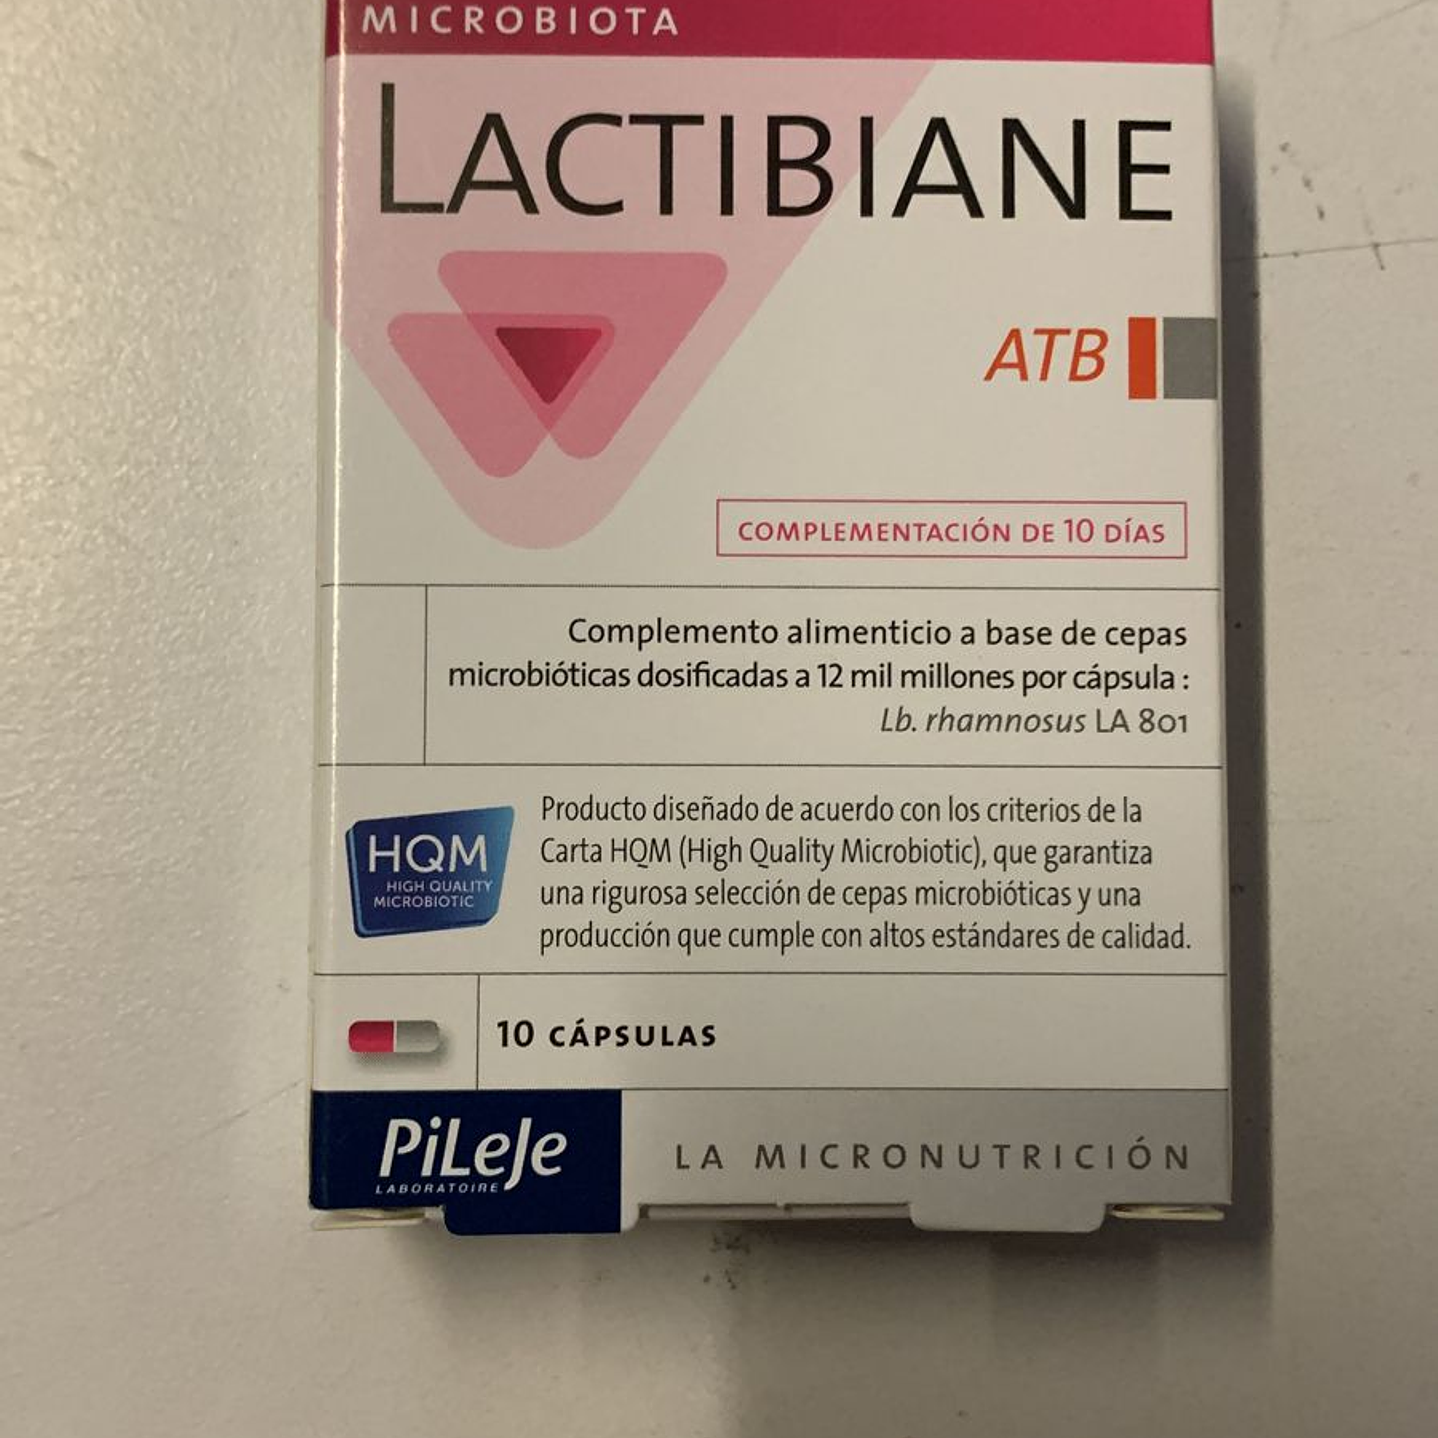 MICROBIOTA
LACTIBIANE
ATB
COMPLEMENTACIÓN DE 10 DÍAS
Complemento alimenticio a base de cepas
microbióticas dosificadas a 12 mil millones por cápsula :
Lb. rhamnosus LA 801
HQM
HIGH QUALITY
MICROBIOTIC
Producto diseñado de acuerdo con los criterios de la
Carta HQM (High Quality Microbiotic), que garantiza
una rigurosa selección de cepas microbióticas y una
producción que cumple con altos estándares de calidad.
10 CÁPSULAS
PiLeJe
LABORATOIRE
LA MICRONUTRICIÓN